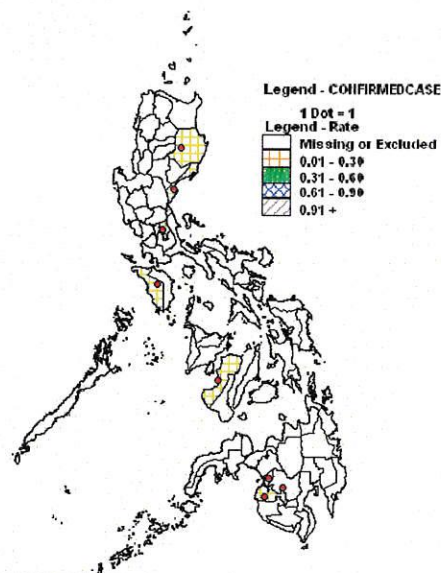 Legend - CONFIRMEDCASE
1 Dot = 1
Legend - Rate
Missing or Excluded
0.01 - 0.30
0.31 - 0.60
0.61 - 0.90
0.91 +